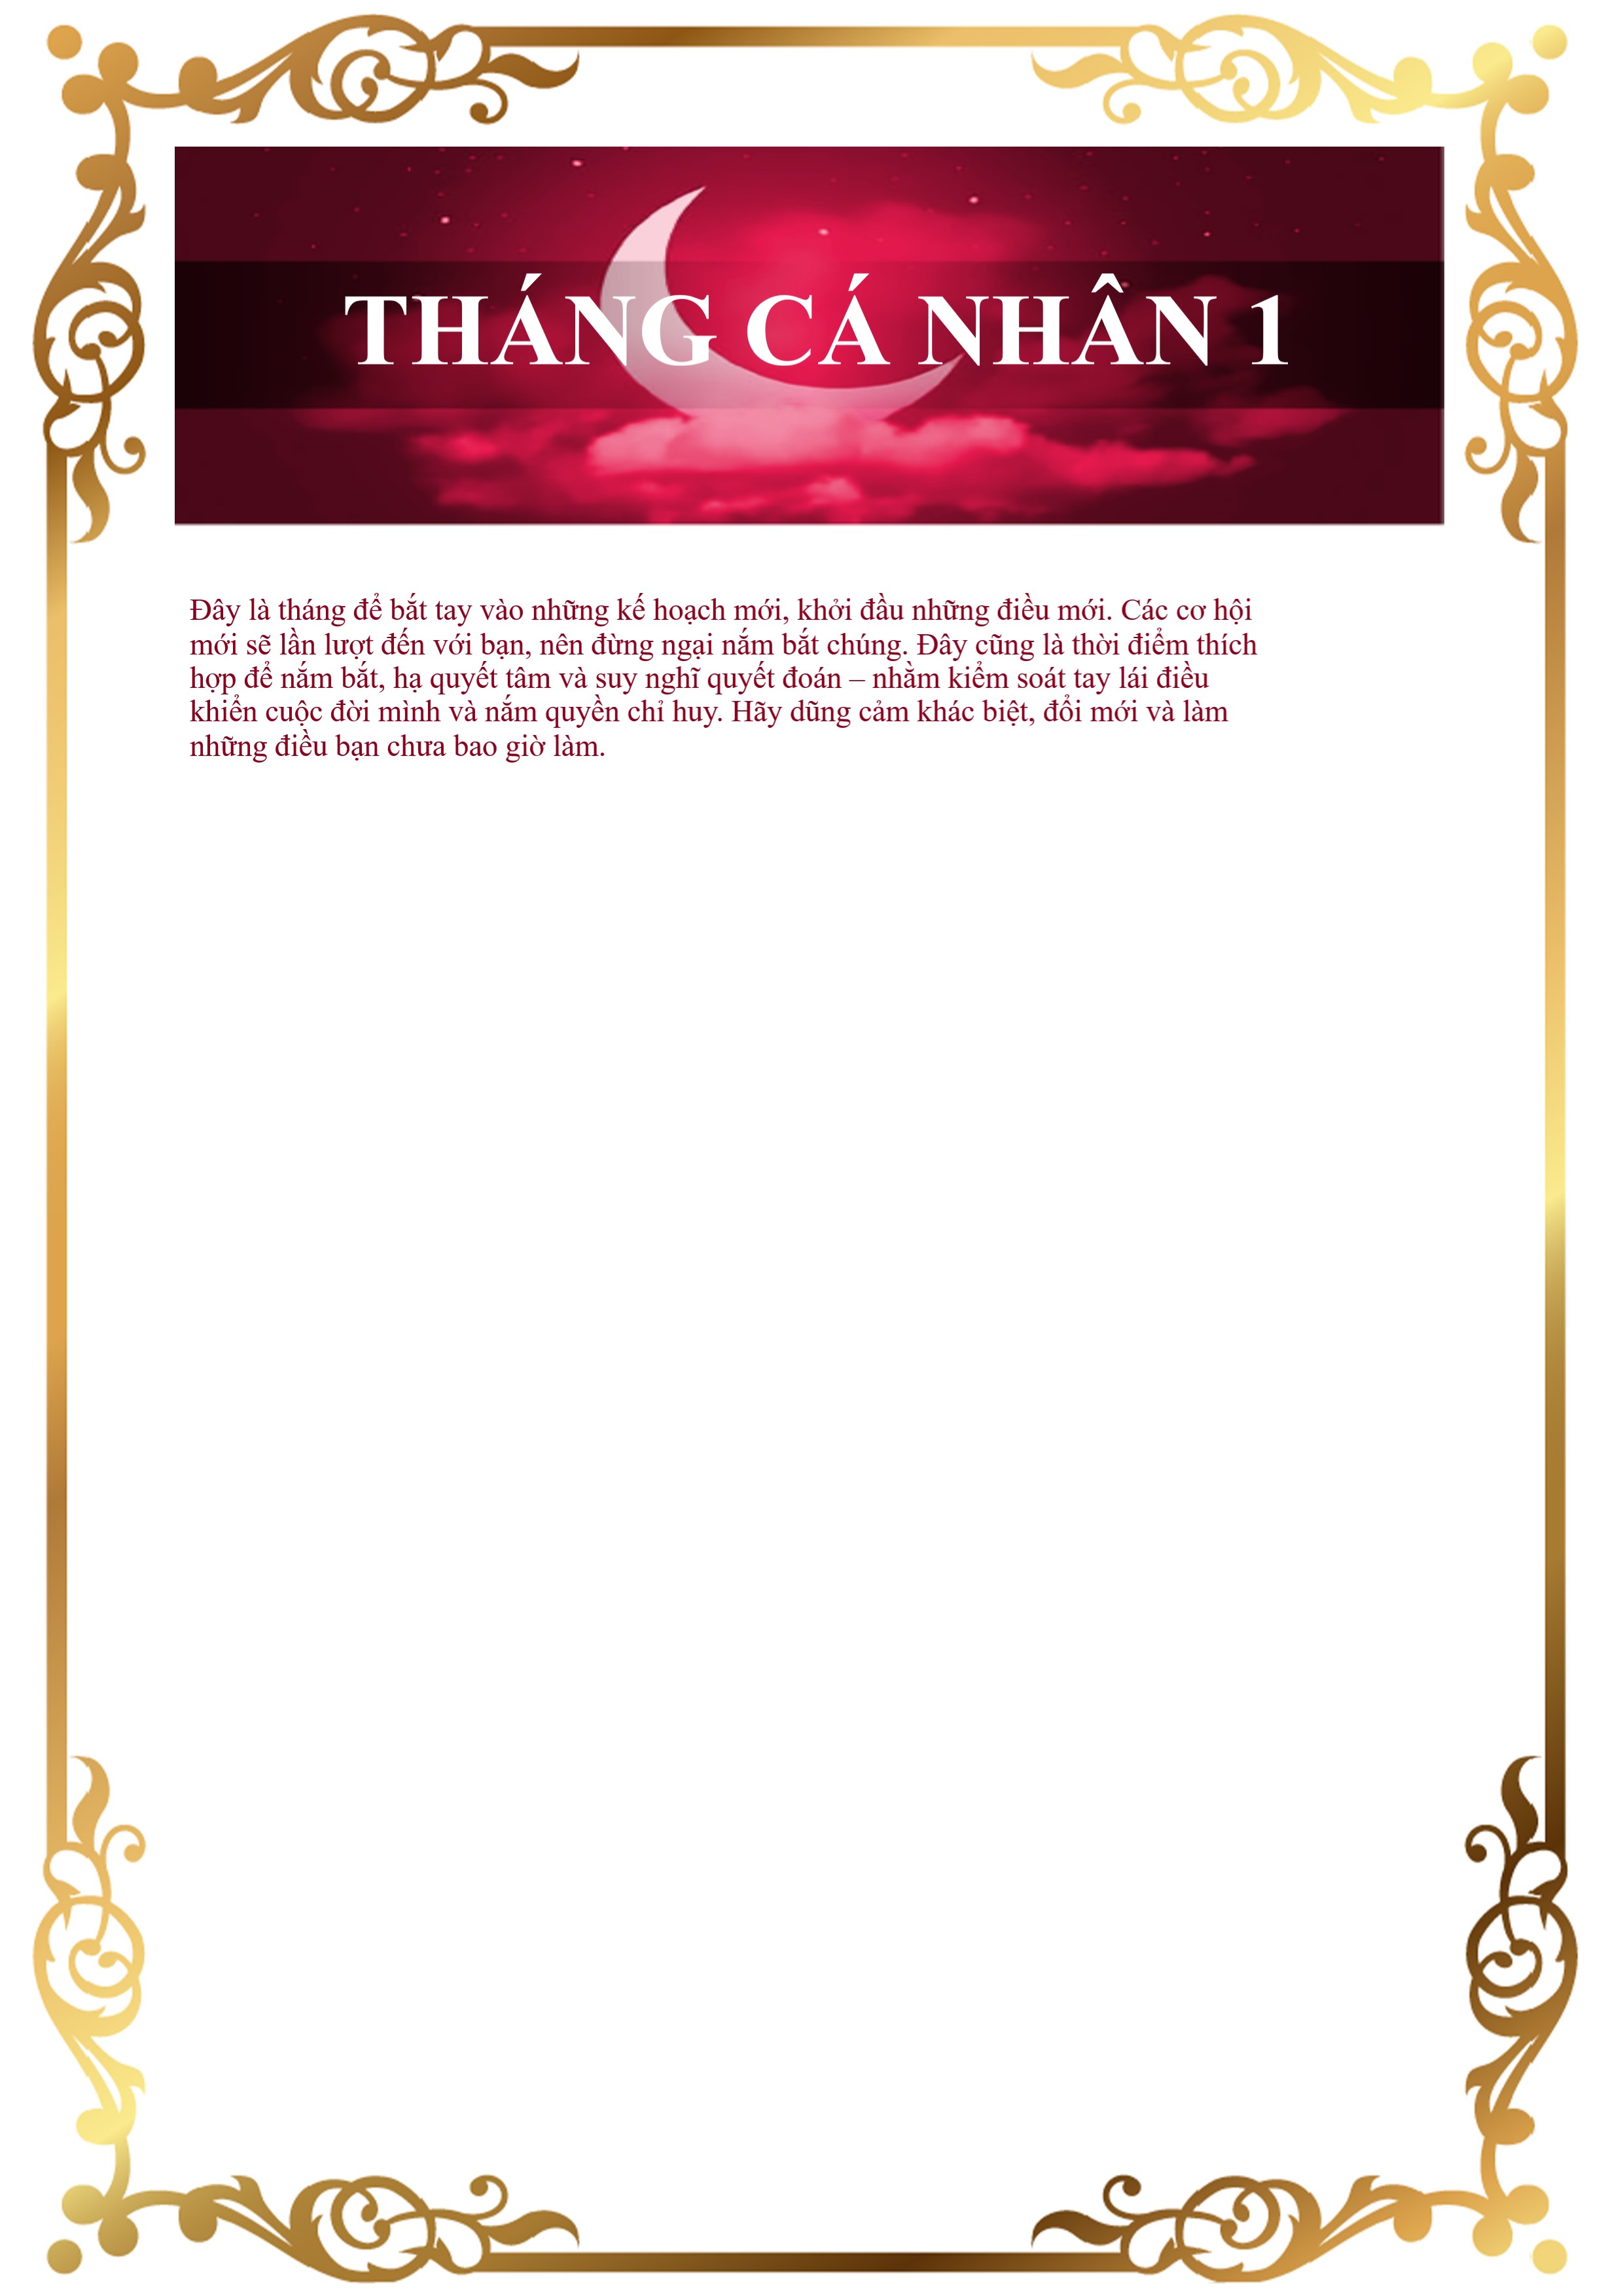 THÁNG CÁ NHÂN 1
Đây là tháng để bắt tay vào những kế hoạch mới, khởi đầu những điều mới. Các cơ hội
mới sẽ lần lượt đến với bạn, nên đừng ngại nắm bắt chúng. Đây cũng là thời điểm thích
hợp để nắm bắt, hạ quyết tâm và suy nghĩ quyết đoán – nhằm kiểm soát tay lái điều
khiển cuộc đời mình và nắm quyền chỉ huy. Hãy dũng cảm khác biệt, đổi mới và làm
những điều bạn chưa bao giờ làm.